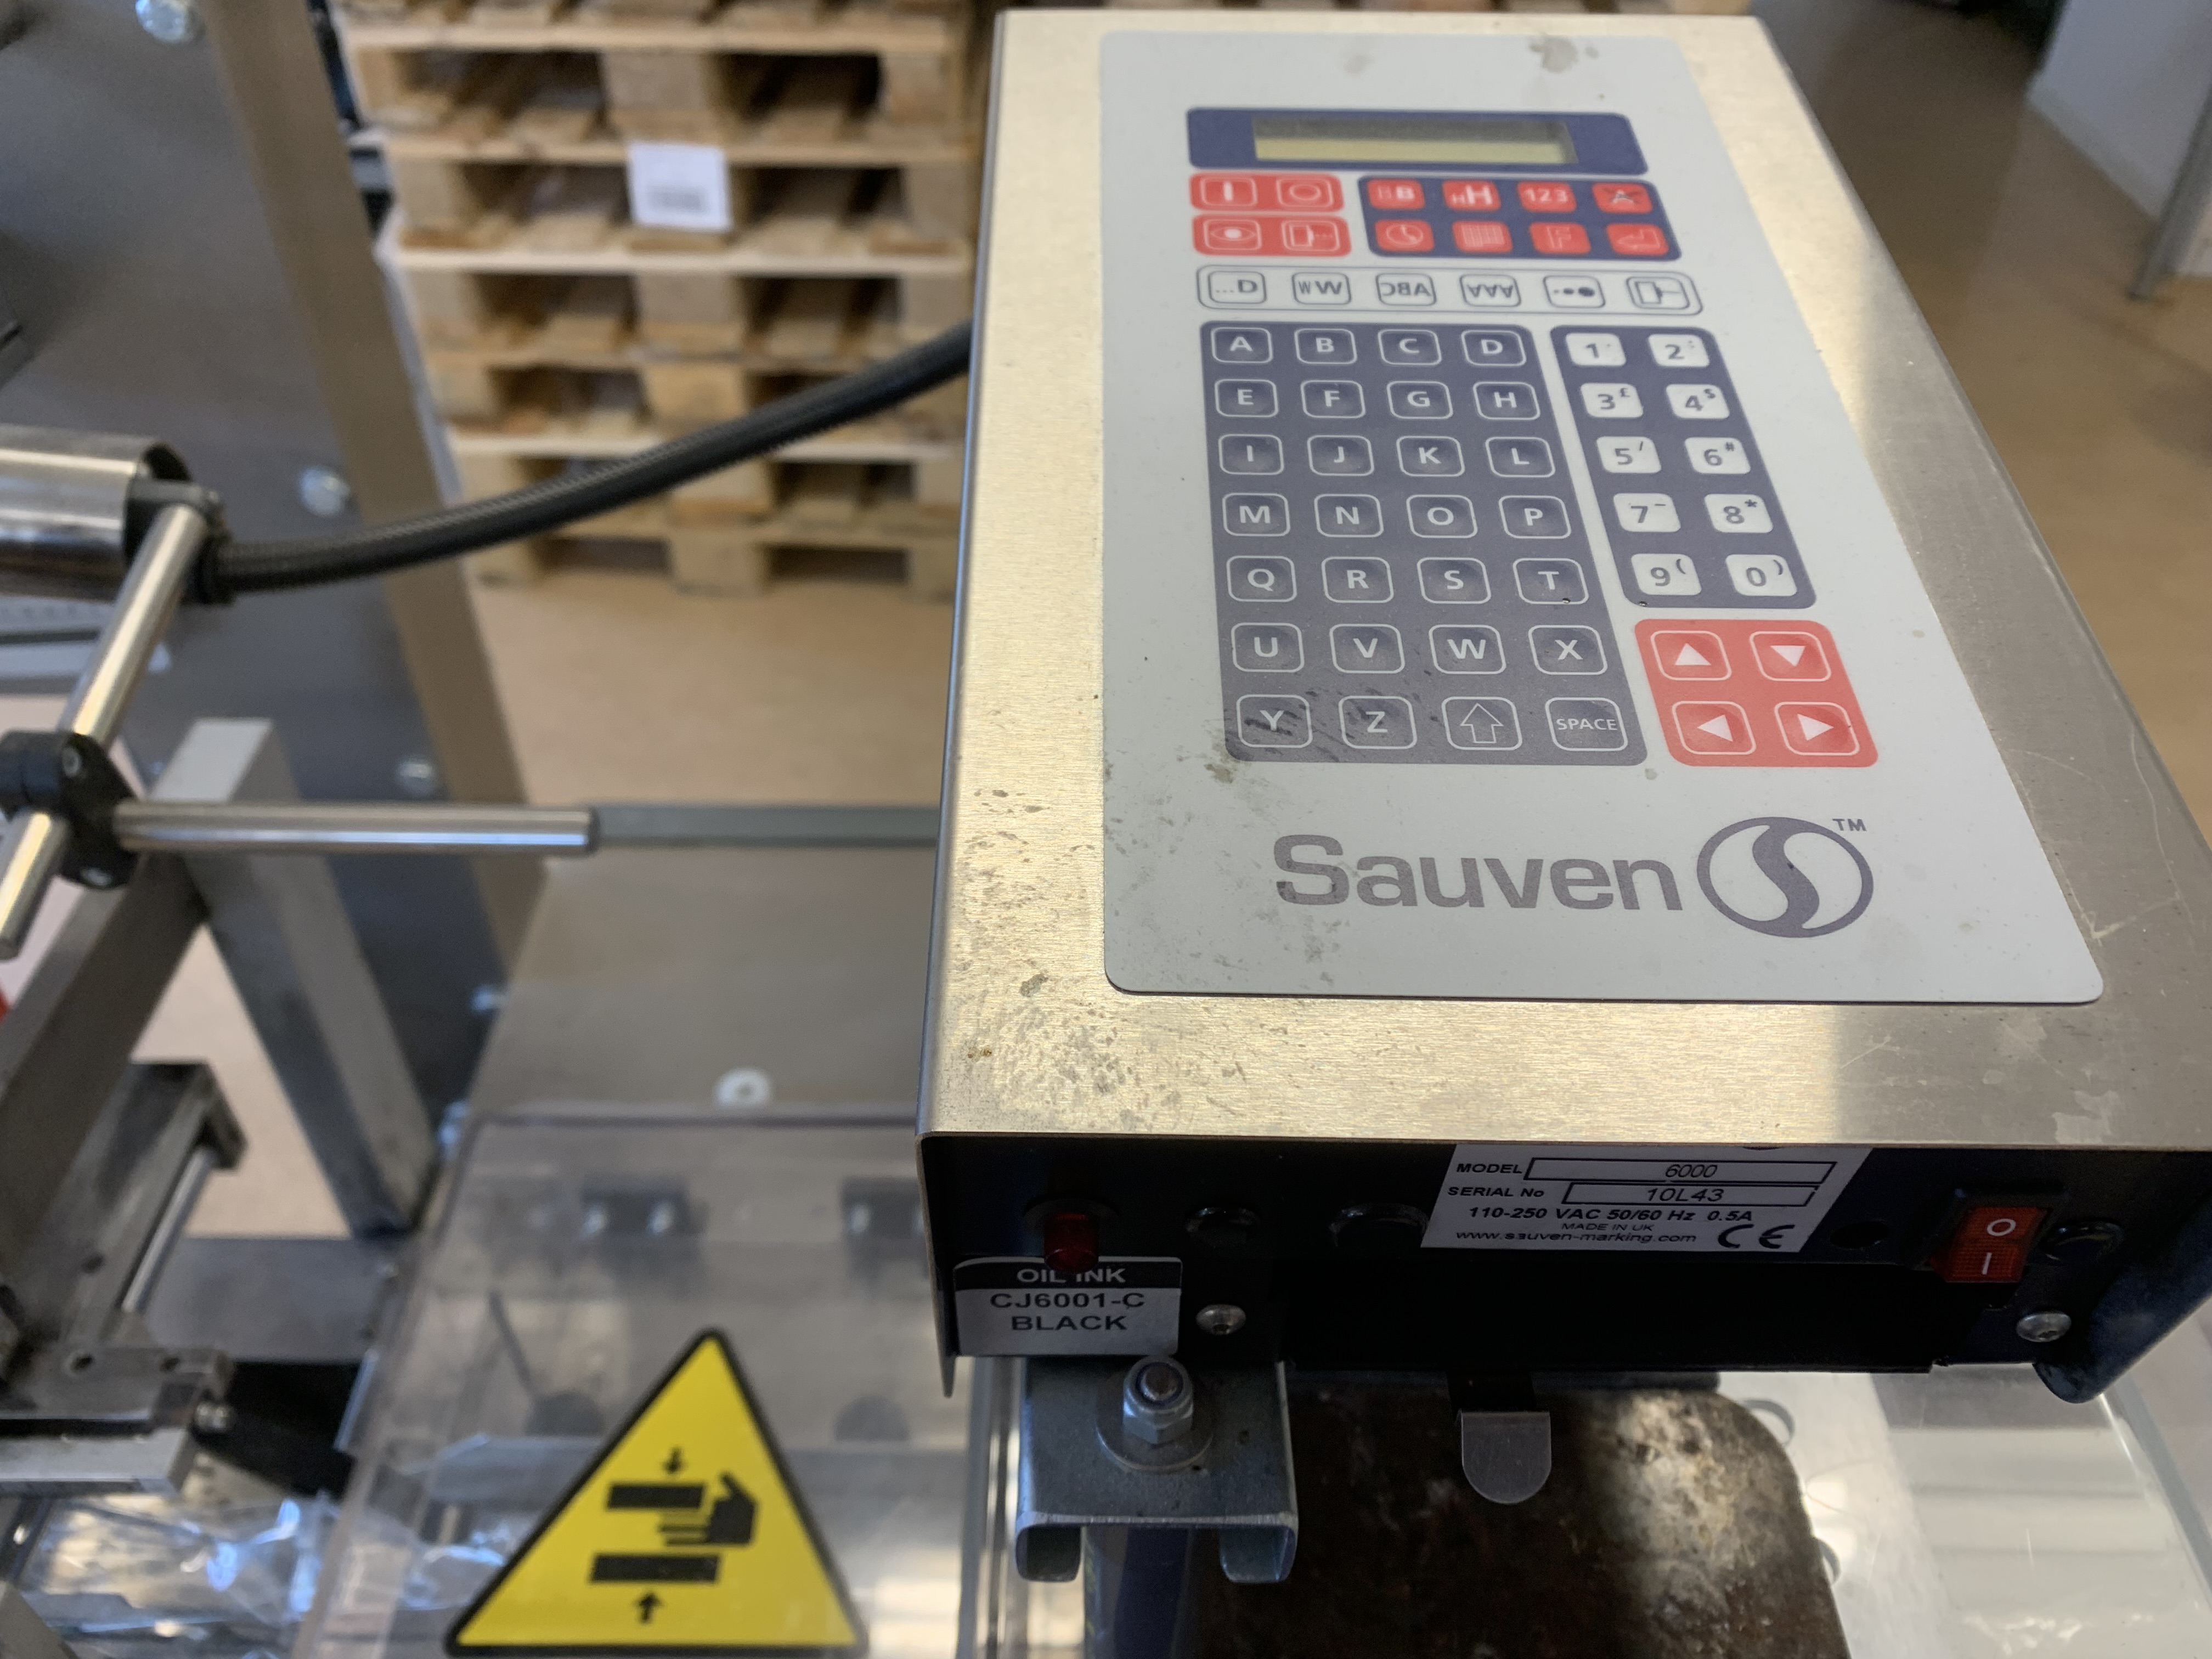 BB HH 123 A
F
...D WW ABC AAA
A B C D 1 2
E F G H 3£ 4$
I J K L 5/ 6#
M N O P 7- 8*
Q R S T 9( 0)
U V W X
Y Z SPACE
Sauven TM
MODEL 6000
SERIAL No 10L43
110-250 VAC 50/60 Hz 0.5A
MADE IN UK
www.sauven-marking.com CE
O
I
OIL INK
CJ6001-C
BLACK